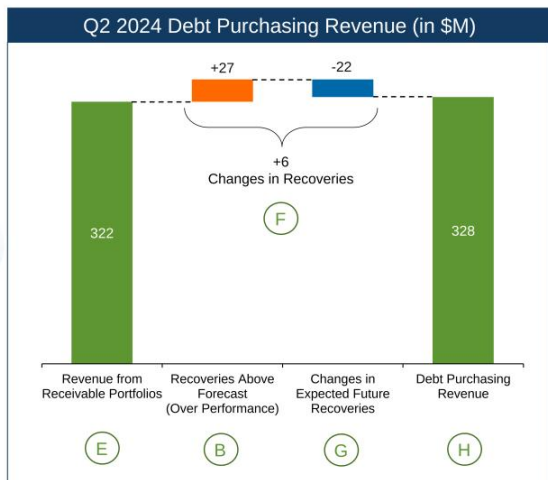 Q2 2024 Debt Purchasing Revenue (in $M)
+27
-22
+6
Changes in Recoveries
F
322
328
Revenue from
Receivable Portfolios
Recoveries Above
Forecast
(Over Performance)
Changes in
Expected Future
Recoveries
Debt Purchasing
Revenue
E
B
G
H